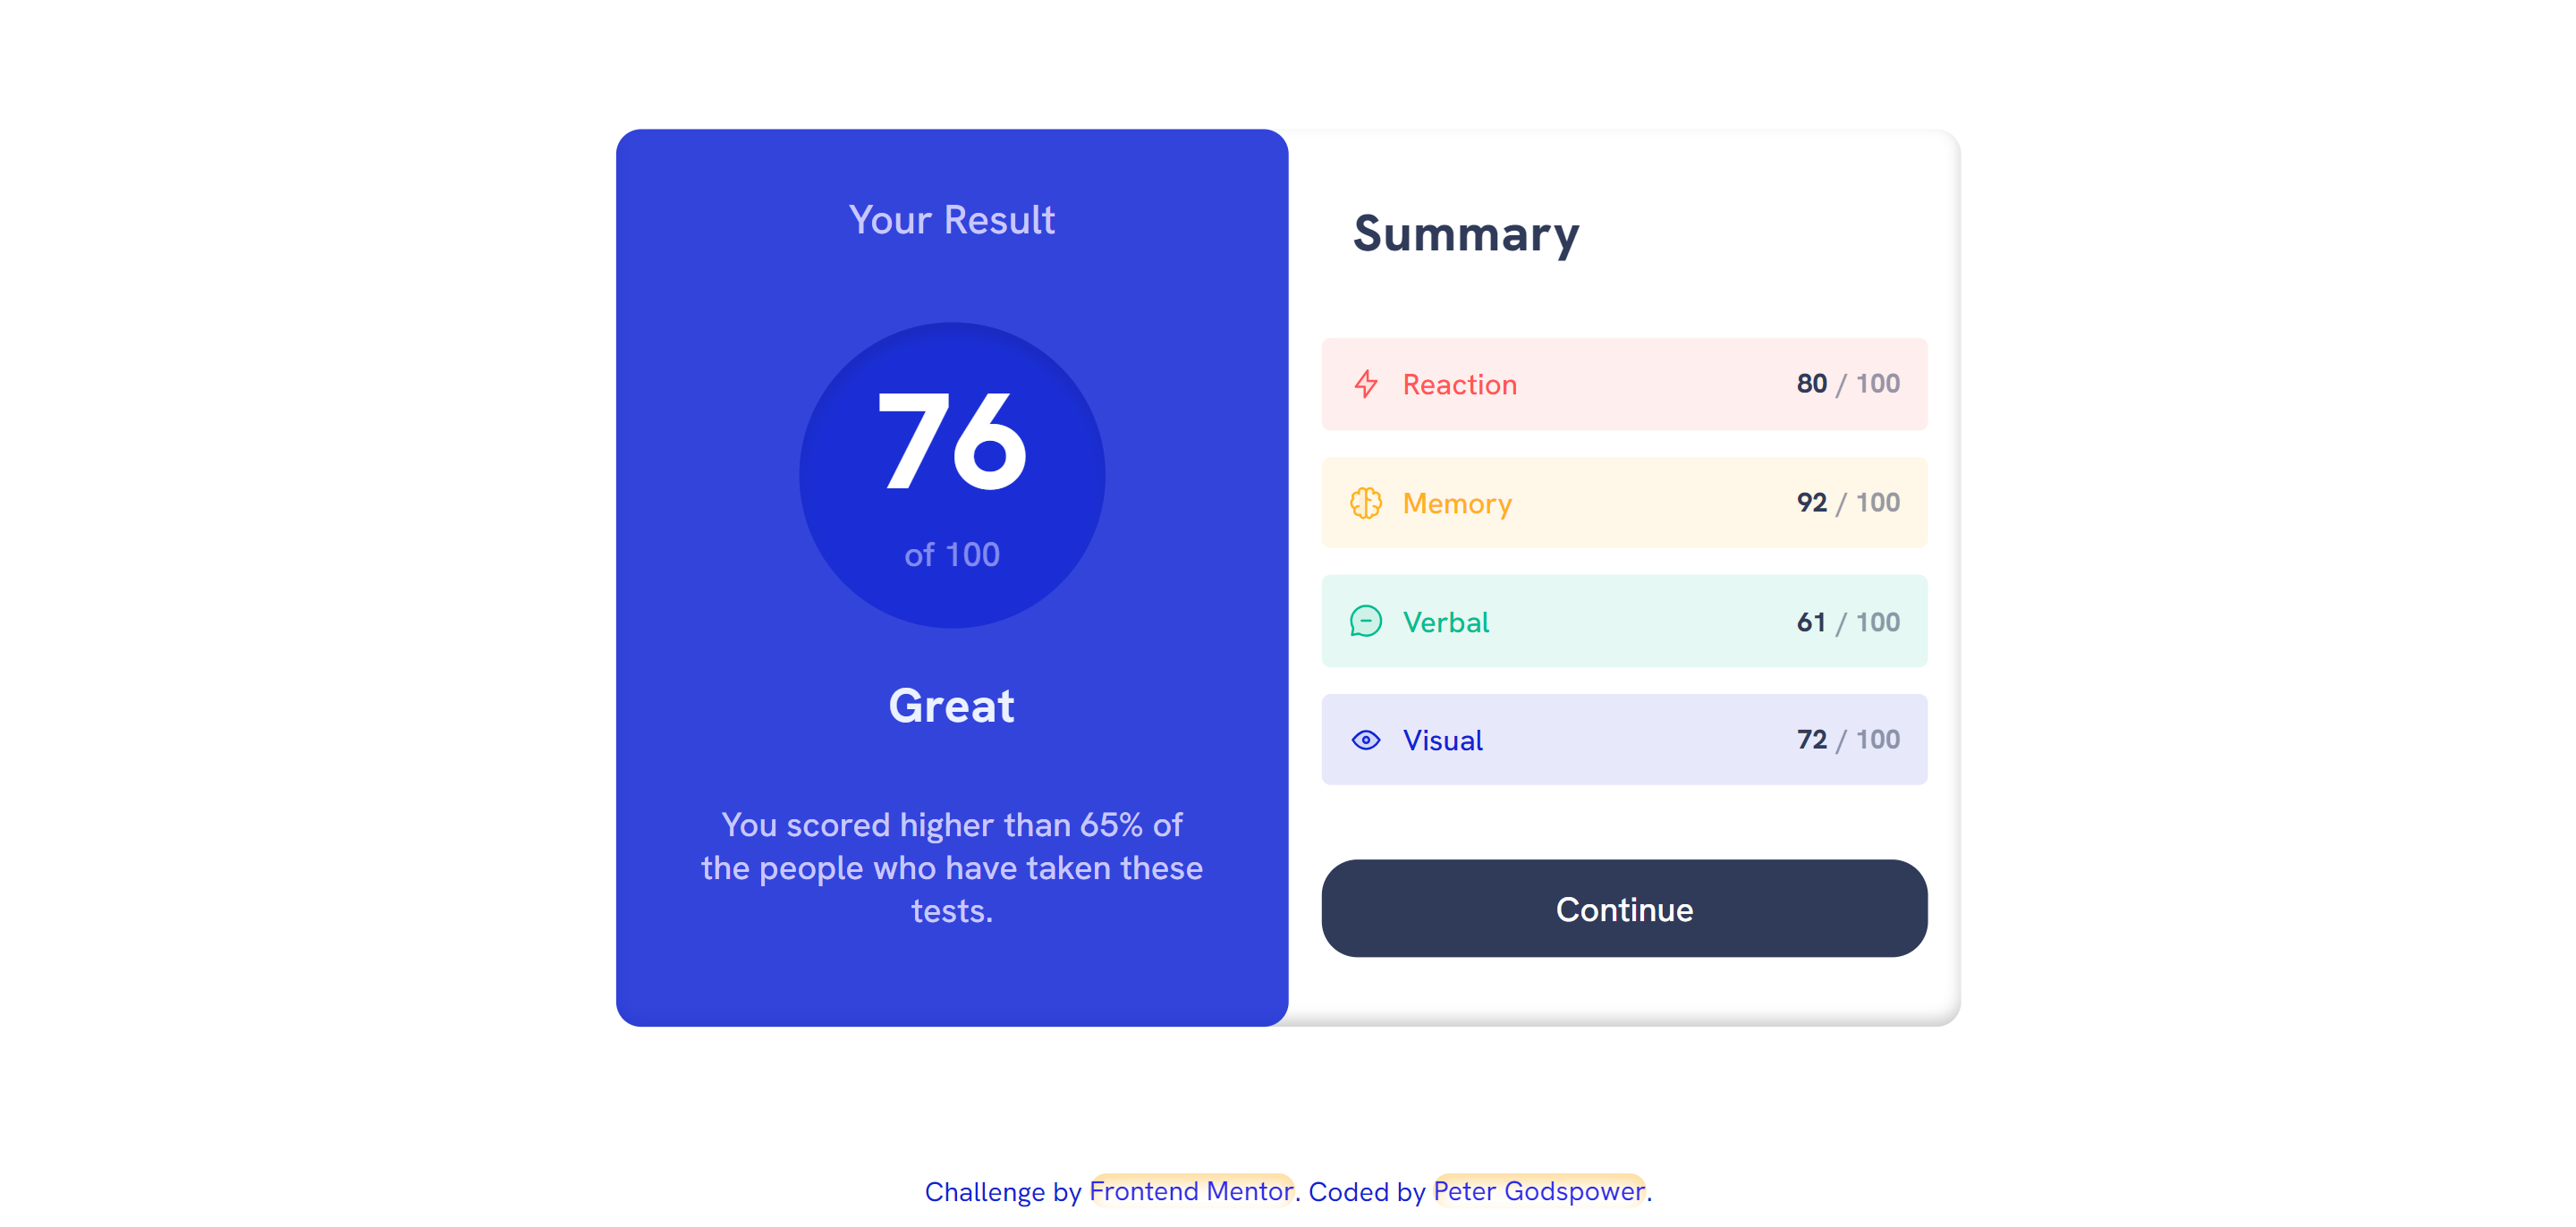 Your Result
76
of 100
Great
You scored higher than 65% of
the people who have taken these
tests.
Summary
Reaction 80 / 100
Memory 92 / 100
Verbal 61 / 100
Visual 72 / 100
Continue
Challenge by Frontend Mentor. Coded by Peter Godspower.